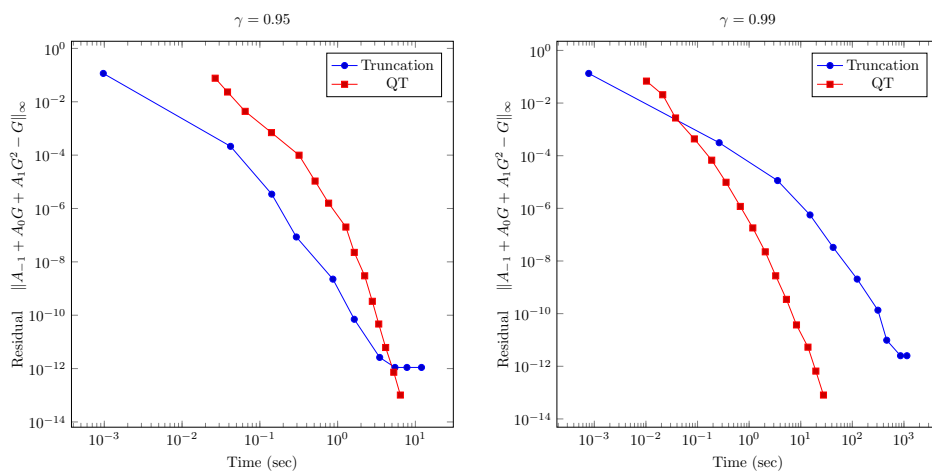 γ = 0.95
10^0
10^{-2}
10^{-4}
10^{-6}
10^{-8}
10^{-10}
10^{-12}
10^{-14}
Residual ‖A_{-1} + A_0G + A_1G^2 − G‖_∞
Truncation
QT
10^{-3}
10^{-2}
10^{-1}
10^0
10^1
Time (sec)
γ = 0.99
10^0
10^{-2}
10^{-4}
10^{-6}
10^{-8}
10^{-10}
10^{-12}
10^{-14}
Residual ‖A_{-1} + A_0G + A_1G^2 − G‖_∞
Truncation
QT
10^{-3}
10^{-2}
10^{-1}
10^0
10^1
10^2
10^3
Time (sec)